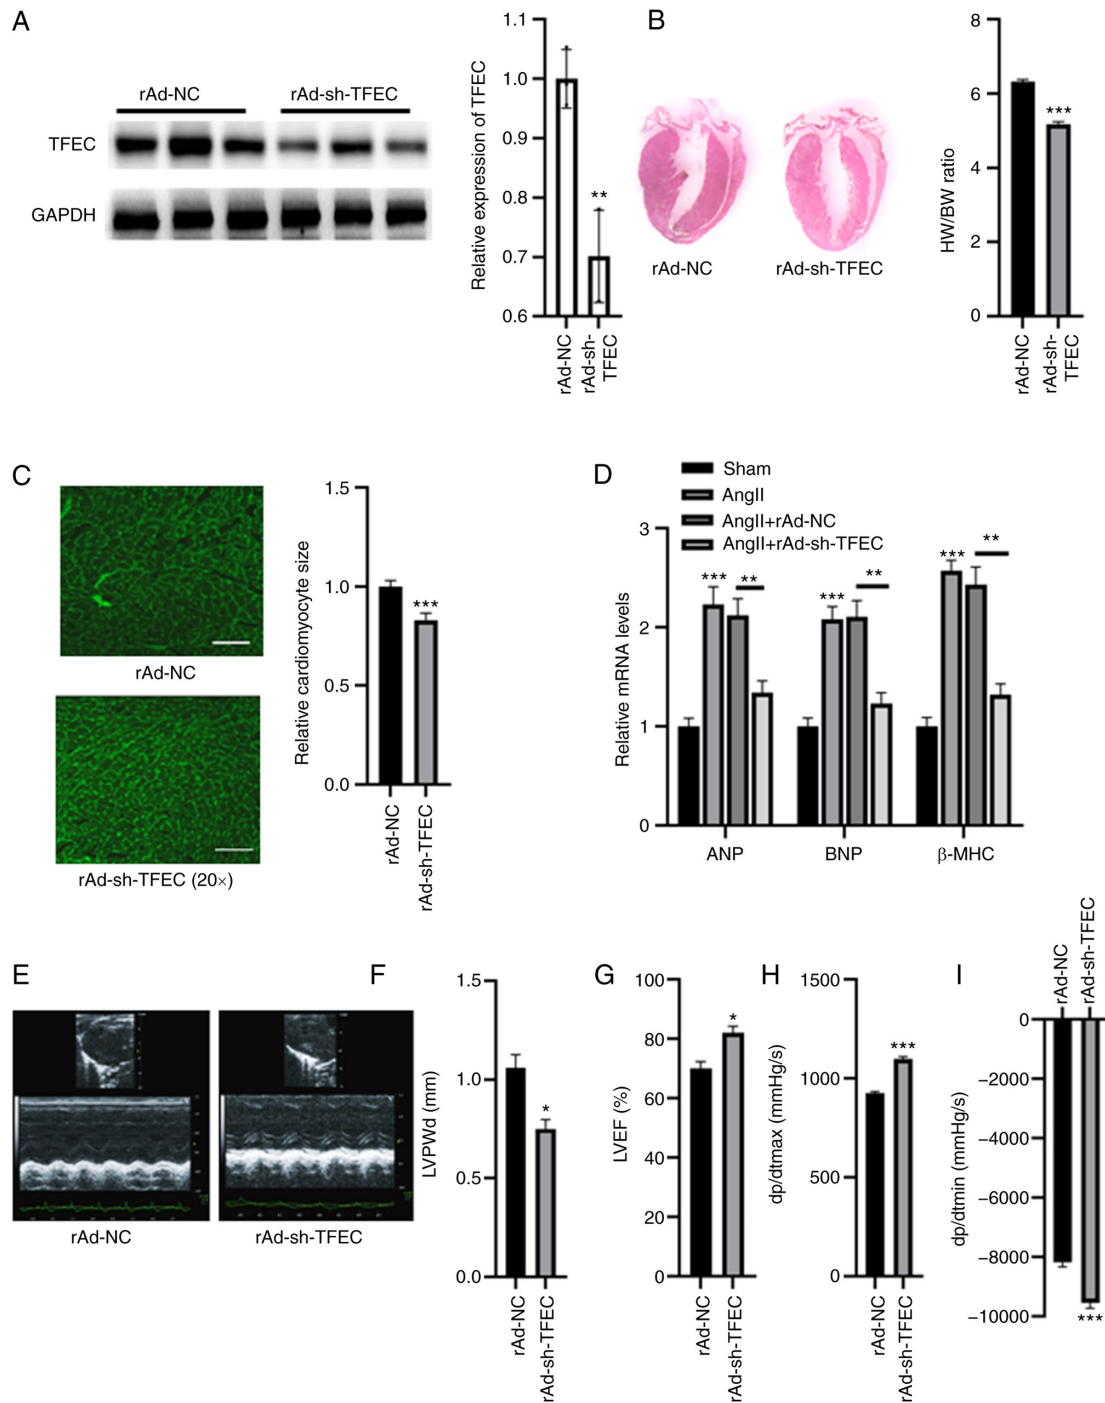 A
rAd-NC
rAd-sh-TFEC
TFEC
GAPDH
Relative expression of TFEC
1.1
1.0
0.9
0.8
0.7
0.6
**
rAd-NC
rAd-sh-
TFEC
B
rAd-NC
rAd-sh-TFEC
HW/BW ratio
8
6
4
2
0
***
rAd-NC
rAd-sh-
TFEC
C
rAd-NC
rAd-sh-TFEC (20×)
Relative cardiomyocyte size
1.5
1.0
0.5
0.0
***
rAd-NC
rAd-sh-TFEC
D
Sham
AngII
AngII+rAd-NC
AngII+rAd-sh-TFEC
Relative mRNA levels
3
2
1
0
***
**
***
**
***
**
ANP
BNP
β-MHC
E
rAd-NC
rAd-sh-TFEC
F
LVPWd (mm)
1.5
1.0
0.5
0.0
*
rAd-NC
rAd-sh-TFEC
G
LVEF (%)
100
80
60
40
20
0
*
rAd-NC
rAd-sh-TFEC
H
dp/dtmax (mmHg/s)
1500
1000
500
0
***
rAd-NC
rAd-sh-TFEC
I
rAd-NC
rAd-sh-TFEC
dp/dtmin (mmHg/s)
0
−2000
−4000
−6000
−8000
−10000
***